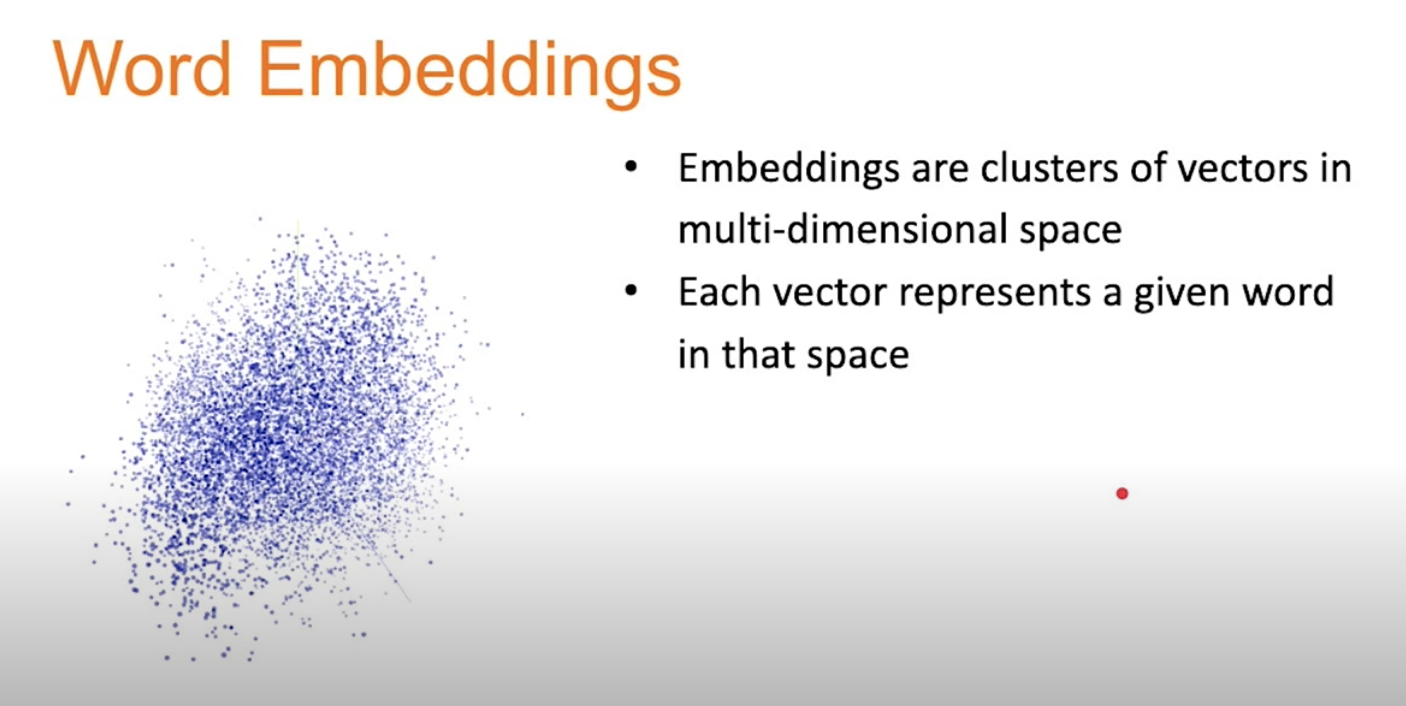 Word Embeddings
• Embeddings are clusters of vectors in
multi-dimensional space
• Each vector represents a given word
in that space